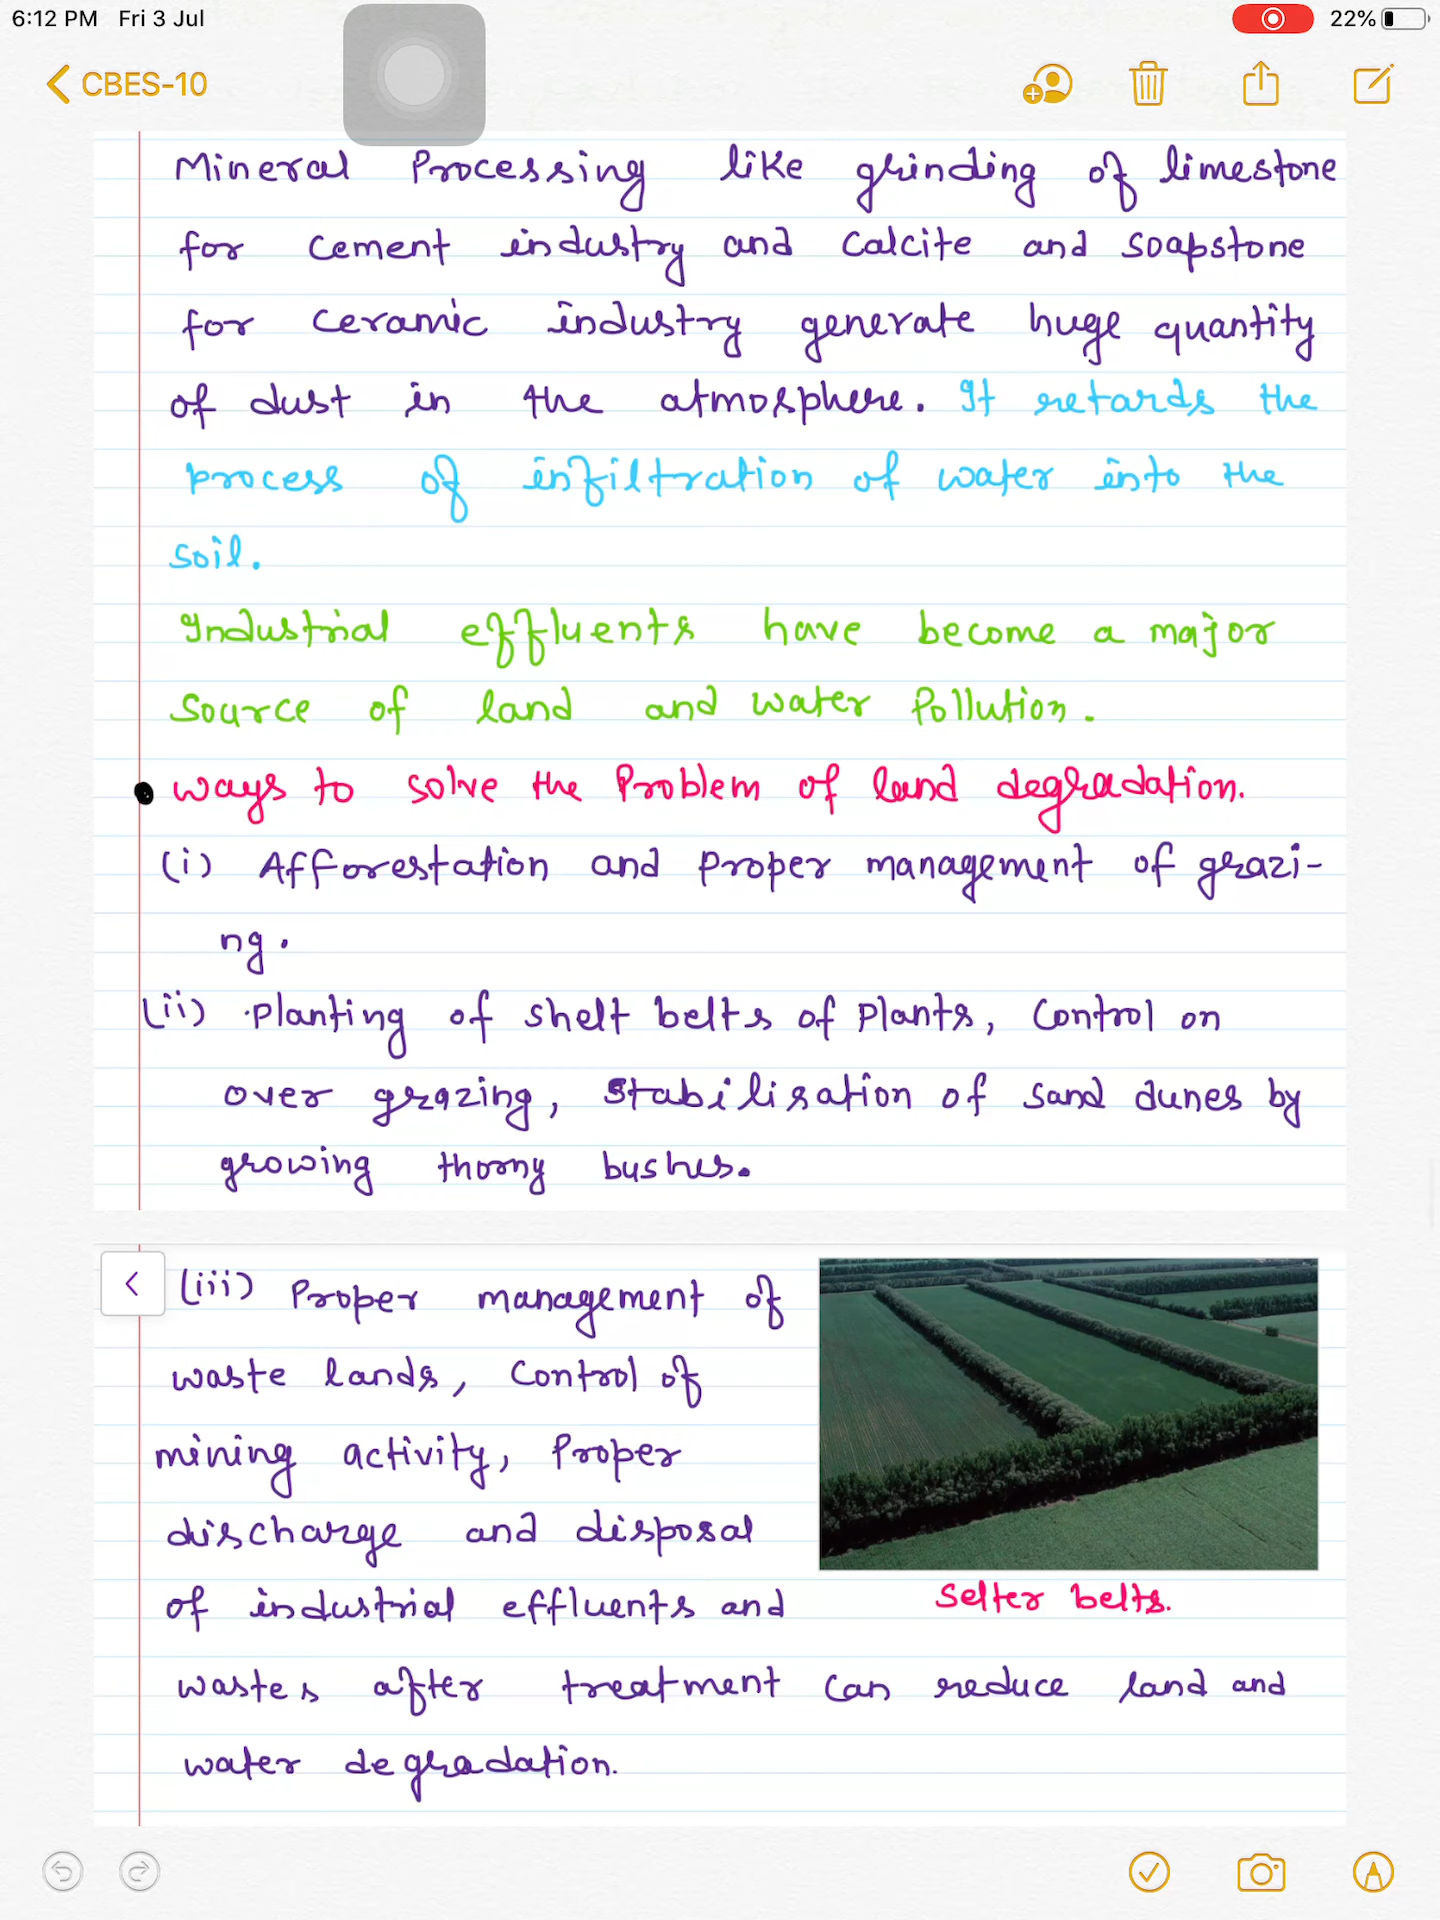 6:12 PM Fri 3 Jul 22%
CBES-10
Mineral Processing like grinding of limestone
for cement industry and calcite and soapstone
for ceramic industry generate huge quantity
of dust in the atmosphere. It retards the
process of infiltration of water into the
soil.
Industrial effluents have become a major
source of land and water Pollution.
• ways to solve the Problem of land degradation.
(i) Afforestation and proper management of grazi-
ng.
(ii) Planting of shelt belts of plants, Control on
over grazing, Stabilisation of sand dunes by
growing thorny bushes.
(iii) Proper management of
waste lands, Control of
mining activity, Proper
discharge and disposal
of industrial effluents and
Selter belts.
wastes after treatment can reduce land and
water degradation.